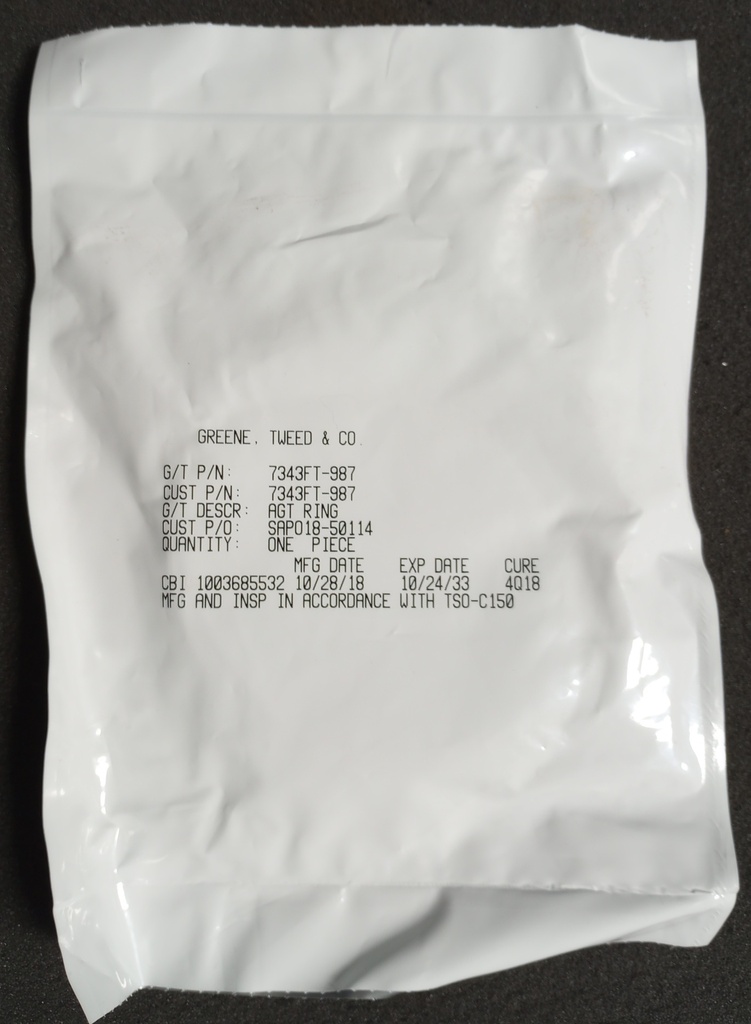 GREENE, TWEED & CO.
G/T P/N: 7343FT-987
CUST P/N: 7343FT-987
G/T DESCR: AGT RING
CUST P/O: SAPO18-50114
QUANTITY: ONE PIECE
MFG DATE EXP DATE CURE
CBI 1003685532 10/28/18 10/24/33 4Q18
MFG AND INSP IN ACCORDANCE WITH TSO-C150